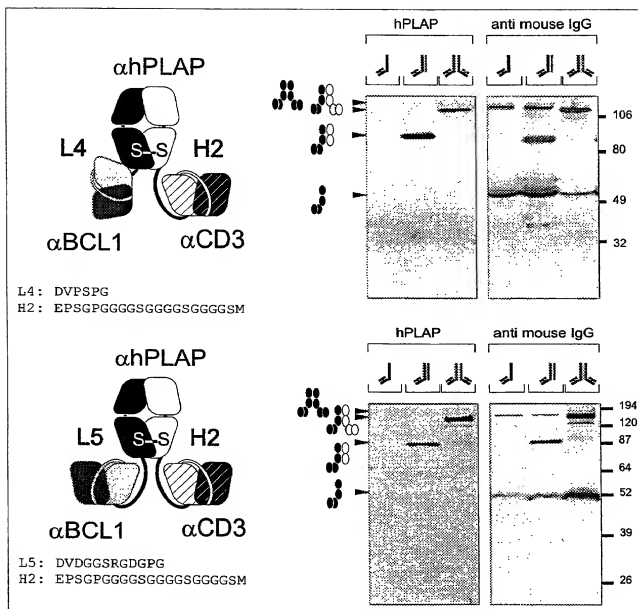 αhPLAP
L4
S--S
H2
αBCL1
αCD3
L4: DVPSPG
H2: EPSGPGGGGSGGGGSGGGGSM
hPLAP
anti mouse IgG
106
80
49
32
αhPLAP
L5
S--S
H2
αBCL1
αCD3
L5: DVDGGSRGDGPG
H2: EPSGPGGGGSGGGGSGGGGSM
hPLAP
anti mouse IgG
194
120
87
64
52
39
26